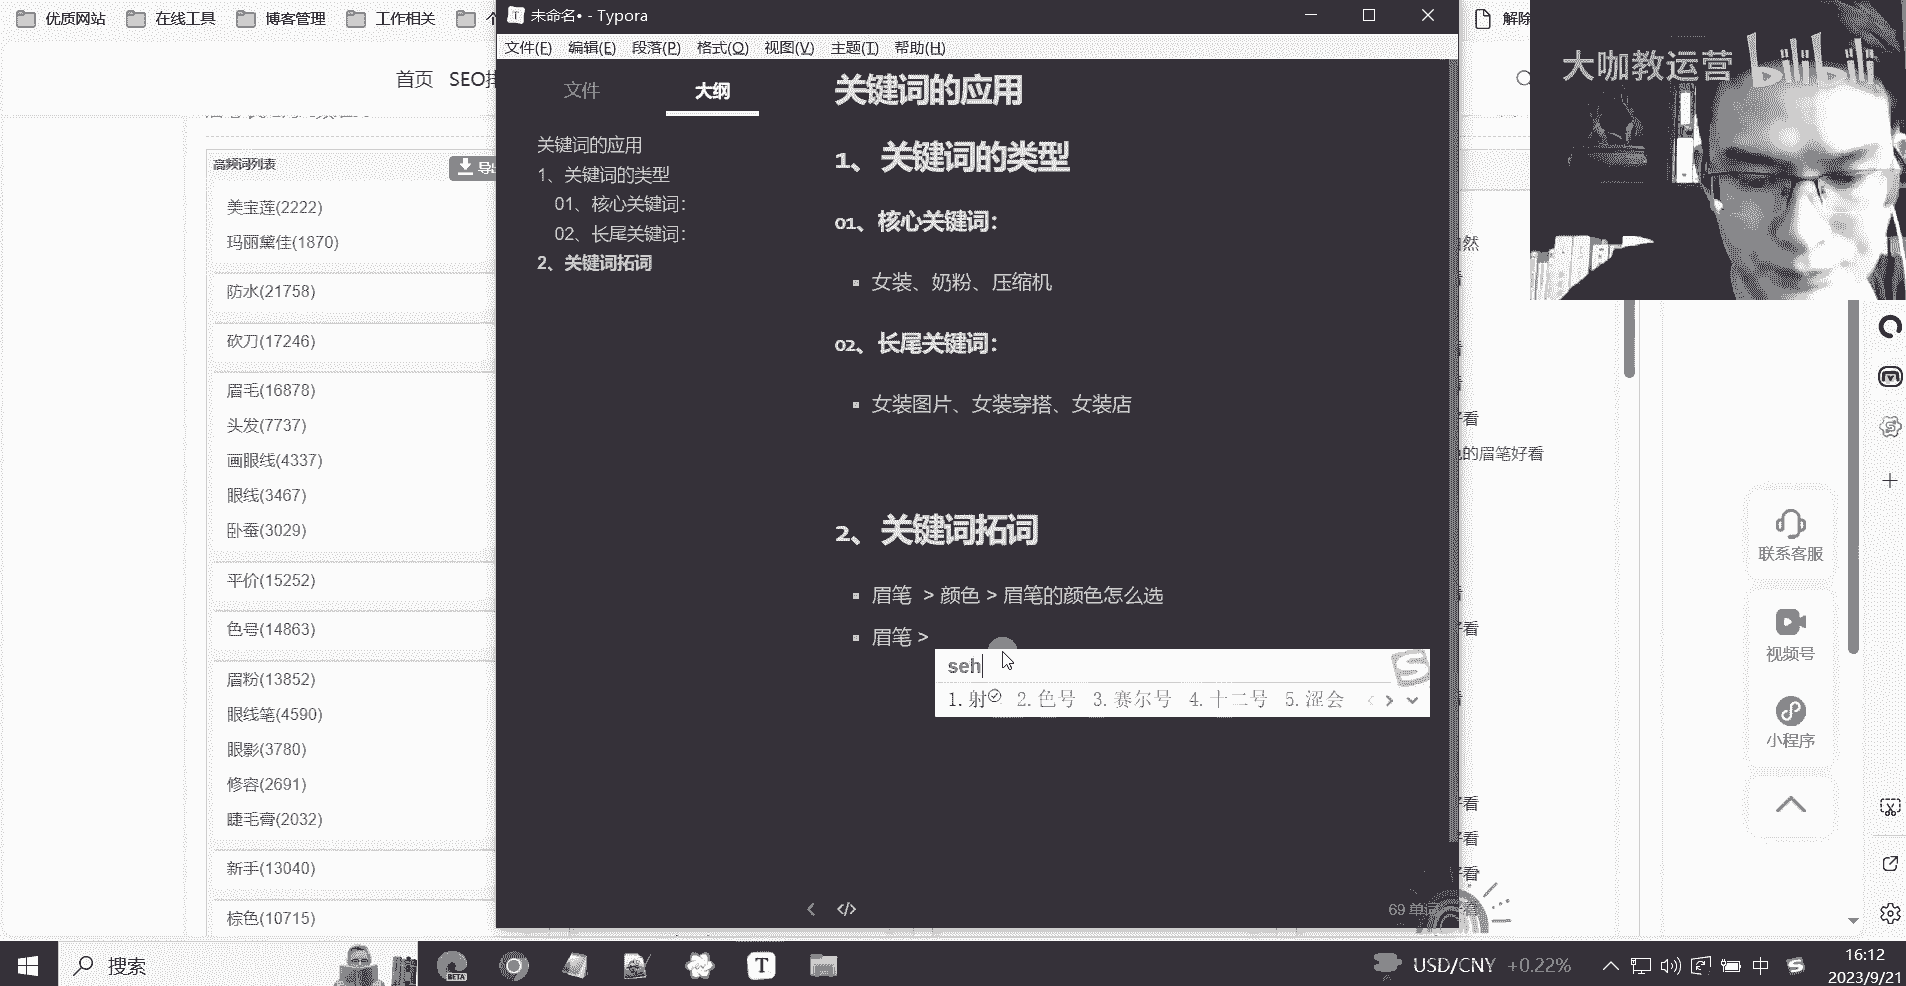 优质网站
在线工具
博客管理
工作相关
未命名• - Typora
解除
文件(F) 编辑(E) 段落(P) 格式(O) 视图(V) 主题(T) 帮助(H)
首页 SEO
文件 大纲
关键词的应用
1、关键词的类型
01、核心关键词:
02、长尾关键词:
2、关键词拓词
高频词列表
导
美宝莲(2222)
玛丽黛佳(1870)
防水(21758)
砍刀(17246)
眉毛(16878)
头发(7737)
画眼线(4337)
眼线(3467)
卧蚕(3029)
平价(15252)
色号(14863)
眉粉(13852)
眼线笔(4590)
眼影(3780)
修容(2691)
睫毛膏(2032)
新手(13040)
棕色(10715)
关键词的应用
1、 关键词的类型
01、核心关键词:
女装、奶粉、压缩机
02、长尾关键词:
女装图片、女装穿搭、女装店
2、 关键词拓词
眉笔 > 颜色 > 眉笔的颜色怎么选
眉笔 >
seh
1.射 2.色号 3.赛尔号 4.十二号 5.涩会
69 单词
大咖教运营 bilibili
然
看
的眉笔好看
看
看
看
看
联系客服
视频号
小程序
搜索
BETA
T
USD/CNY +0.22%
中
16:12
2023/9/21